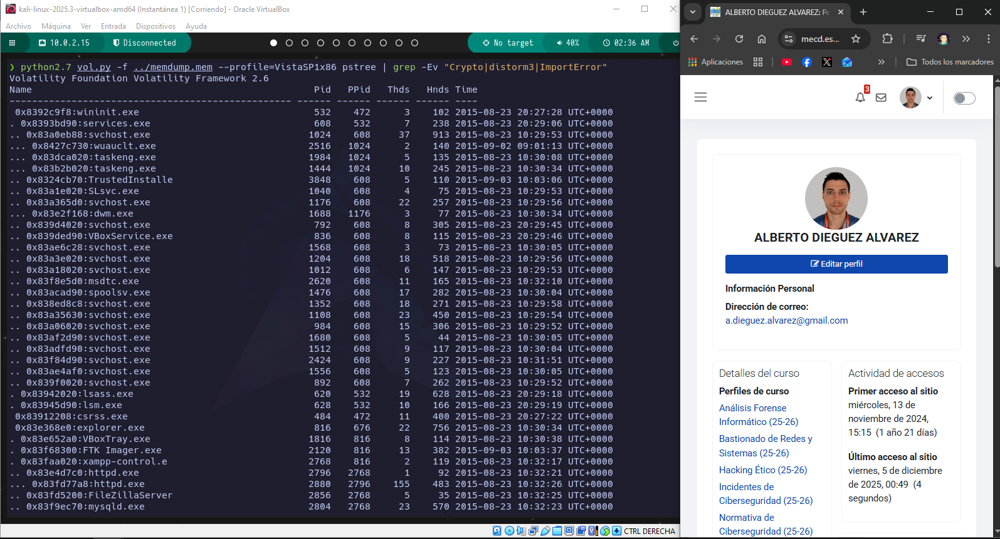 kali-linux-2025.3-virtualbox-amd64 (Instantánea 1) [Corriendo] - Oracle VirtualBox
Archivo Máquina Ver Entrada Dispositivos Ayuda
10.0.2.15 Disconnected No target 40% 02:36 AM
❯ python2.7 vol.py -f ../memdump.mem --profile=VistaSP1x86 pstree | grep -Ev "Crypto|distorm3|ImportError"
Volatility Foundation Volatility Framework 2.6
Name Pid PPid Thds Hnds Time
-------------------------------------------------- ------ ------ ------ ------ ----
0x8392c9f8:wininit.exe 532 472 3 102 2015-08-23 20:27:28 UTC+0000
. 0x8393bd90:services.exe 608 532 7 238 2015-08-23 20:29:06 UTC+0000
.. 0x83a0eb88:svchost.exe 1024 608 37 913 2015-08-23 10:29:53 UTC+0000
... 0x8427c730:wuauclt.exe 2516 1024 2 140 2015-09-02 09:01:13 UTC+0000
... 0x83dca020:taskeng.exe 1984 1024 5 135 2015-08-23 10:30:08 UTC+0000
... 0x83b2b020:taskeng.exe 1444 1024 10 245 2015-08-23 10:30:34 UTC+0000
.. 0x8324cb70:TrustedInstalle 3848 608 5 110 2015-09-03 10:03:06 UTC+0000
.. 0x83a1e020:SLsvc.exe 1040 608 4 75 2015-08-23 10:29:53 UTC+0000
.. 0x83a365d0:svchost.exe 1176 608 22 257 2015-08-23 10:29:56 UTC+0000
... 0x83e2f168:dwm.exe 1688 1176 3 77 2015-08-23 10:30:34 UTC+0000
.. 0x839d4020:svchost.exe 792 608 8 305 2015-08-23 20:29:45 UTC+0000
.. 0x839ded90:VBoxService.exe 836 608 8 115 2015-08-23 20:29:46 UTC+0000
.. 0x83ae6c28:svchost.exe 1568 608 3 73 2015-08-23 10:30:05 UTC+0000
.. 0x83a3e020:svchost.exe 1204 608 18 518 2015-08-23 10:29:56 UTC+0000
.. 0x83a18020:svchost.exe 1012 608 6 147 2015-08-23 10:29:53 UTC+0000
.. 0x83f8e5d0:msdtc.exe 2620 608 11 165 2015-08-23 10:32:10 UTC+0000
.. 0x83acad90:spoolsv.exe 1476 608 17 282 2015-08-23 10:30:04 UTC+0000
.. 0x838ed8c8:svchost.exe 1352 608 18 271 2015-08-23 10:29:58 UTC+0000
.. 0x83a35630:svchost.exe 1108 608 23 450 2015-08-23 10:29:54 UTC+0000
.. 0x83a06020:svchost.exe 984 608 15 306 2015-08-23 10:29:52 UTC+0000
.. 0x83af2d90:svchost.exe 1680 608 5 44 2015-08-23 10:30:05 UTC+0000
.. 0x83adfd90:svchost.exe 1512 608 9 117 2015-08-23 10:30:04 UTC+0000
.. 0x83f84d90:svchost.exe 2424 608 9 227 2015-08-23 10:31:51 UTC+0000
.. 0x83ae4af0:svchost.exe 1556 608 5 123 2015-08-23 10:30:05 UTC+0000
.. 0x839f0020:svchost.exe 892 608 7 262 2015-08-23 10:29:52 UTC+0000
. 0x83942020:lsass.exe 620 532 19 628 2015-08-23 20:29:18 UTC+0000
. 0x83945d90:lsm.exe 628 532 10 166 2015-08-23 20:29:19 UTC+0000
0x83912208:csrss.exe 484 472 11 400 2015-08-23 20:27:22 UTC+0000
0x83e368e0:explorer.exe 816 676 22 756 2015-08-23 10:30:34 UTC+0000
. 0x83e652a0:VBoxTray.exe 1816 816 8 114 2015-08-23 10:30:38 UTC+0000
. 0x83f68300:FTK Imager.exe 2120 816 13 382 2015-09-03 10:03:37 UTC+0000
. 0x83faa020:xampp-control.e 2768 816 2 119 2015-08-23 10:32:17 UTC+0000
.. 0x83e4d7c0:httpd.exe 2796 2768 1 92 2015-08-23 10:32:21 UTC+0000
... 0x83fd77a8:httpd.exe 2880 2796 155 483 2015-08-23 10:32:26 UTC+0000
.. 0x83fd5200:FileZillaServer 2856 2768 5 35 2015-08-23 10:32:25 UTC+0000
.. 0x83f9ec70:mysqld.exe 2804 2768 23 570 2015-08-23 10:32:23 UTC+0000
CTRL DERECHA
ALBERTO DIEGUEZ ALVAREZ: Pe
mecd.es...
Aplicaciones » Todos los marcadores
3
ALBERTO DIEGUEZ ALVAREZ
Editar perfil
Información Personal
Dirección de correo:
a.dieguez.alvarez@gmail.com
Detalles del curso
Perfiles de curso
Análisis Forense
Informático (25-26)
Bastionado de Redes y
Sistemas (25-26)
Hacking Ético (25-26)
Incidentes de
Ciberseguridad (25-26)
Normativa de
Ciberseguridad (25-26)
Actividad de accesos
Primer acceso al sitio
miércoles, 13 de
noviembre de 2024,
15:15 (1 año 21 días)
Último acceso al sitio
viernes, 5 de diciembre
de 2025, 00:49 (4
segundos)